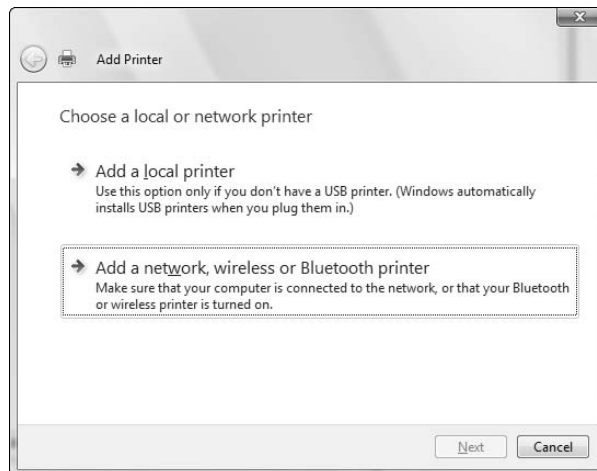 Add Printer
Choose a local or network printer
Add a local printer
Use this option only if you don't have a USB printer. (Windows automatically
installs USB printers when you plug them in.)
Add a network, wireless or Bluetooth printer
Make sure that your computer is connected to the network, or that your Bluetooth
or wireless printer is turned on.
Next Cancel